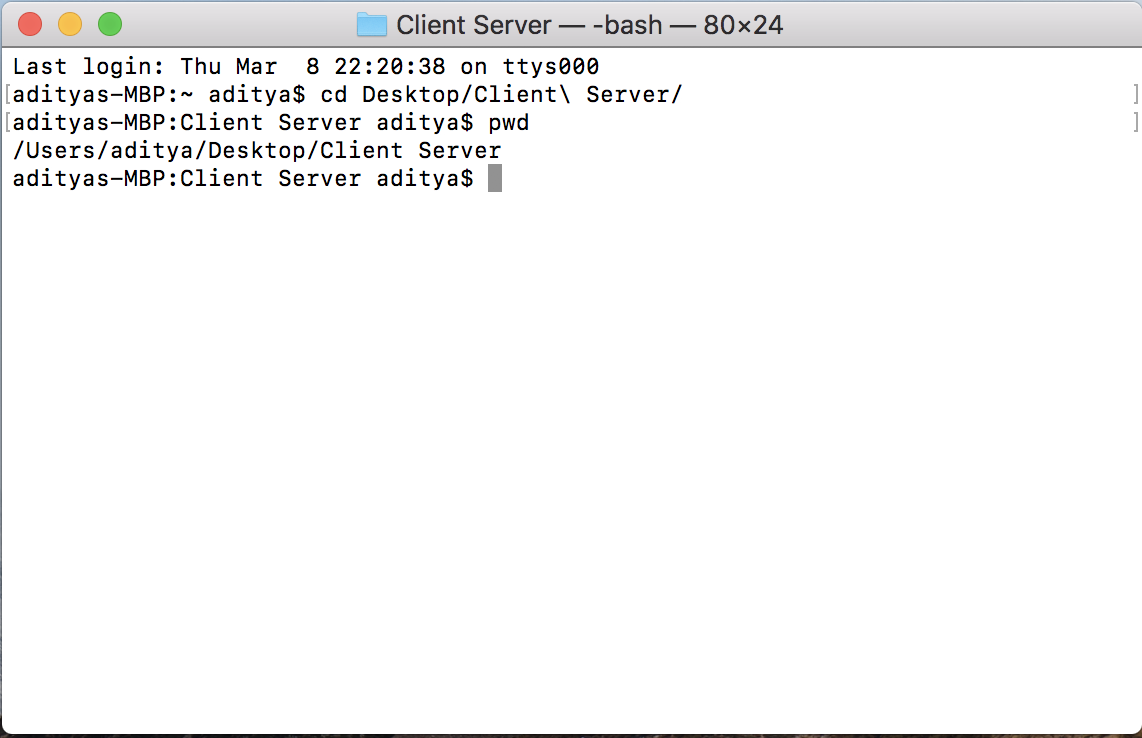 Client Server — -bash — 80×24
Last login: Thu Mar  8 22:20:38 on ttys000
[adityas-MBP:~ aditya$ cd Desktop/Client\ Server/ ]
[adityas-MBP:Client Server aditya$ pwd ]
/Users/aditya/Desktop/Client Server
adityas-MBP:Client Server aditya$